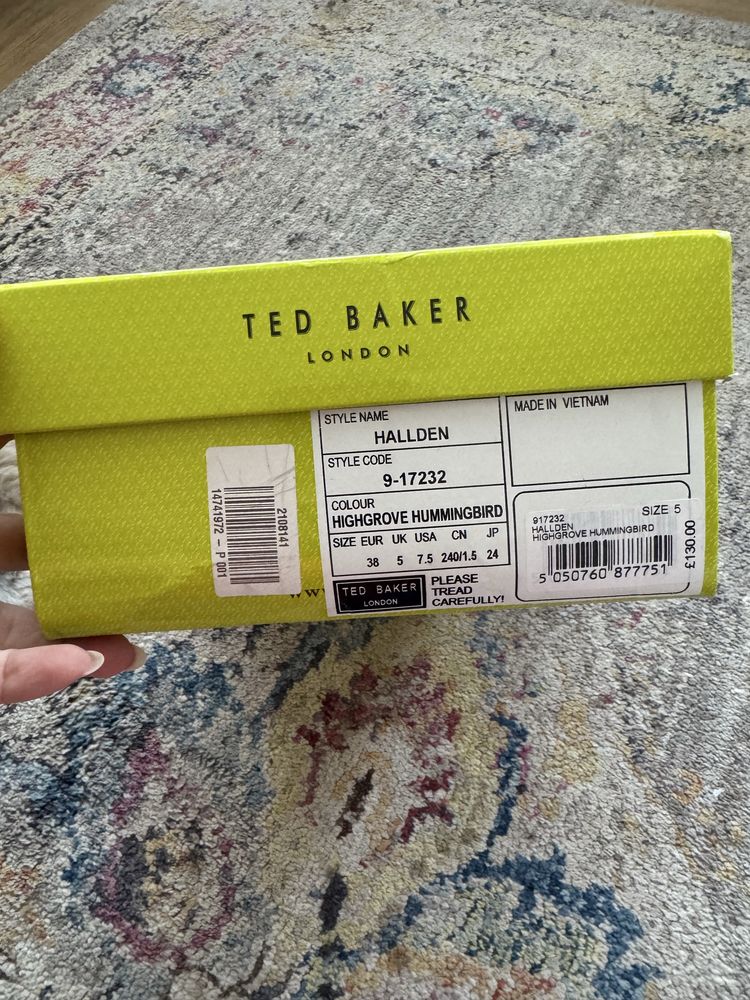 TED BAKER
LONDON
STYLE NAME
HALLDEN
STYLE CODE
9-17232
COLOUR
HIGHGROVE HUMMINGBIRD
SIZE EUR UK USA CN JP
38 5 7.5 240/1.5 24
TED BAKER
LONDON
PLEASE
TREAD
CAREFULLY!
MADE IN VIETNAM
917232 SIZE 5
HALLDEN
HIGHGROVE HUMMINGBIRD
5 050760 877751
£130.00
2108141
14741972 - P 001